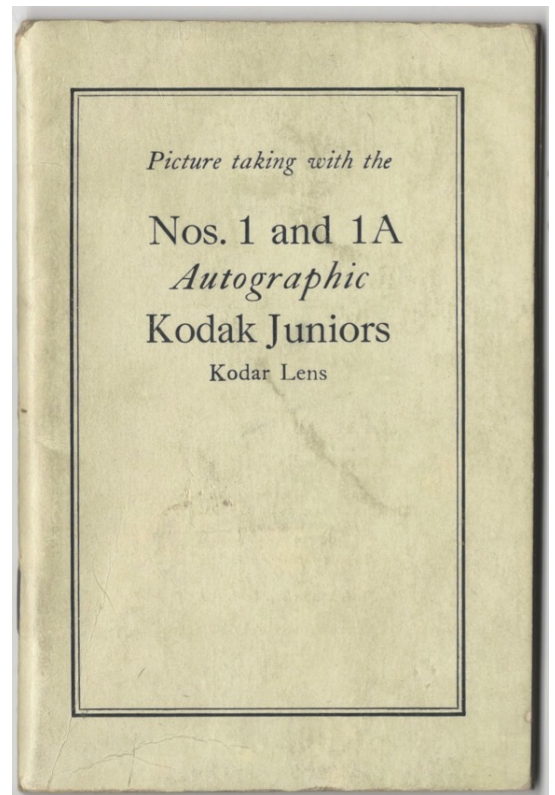 Picture taking with the
Nos. 1 and 1A
Autographic
Kodak Juniors
Kodar Lens